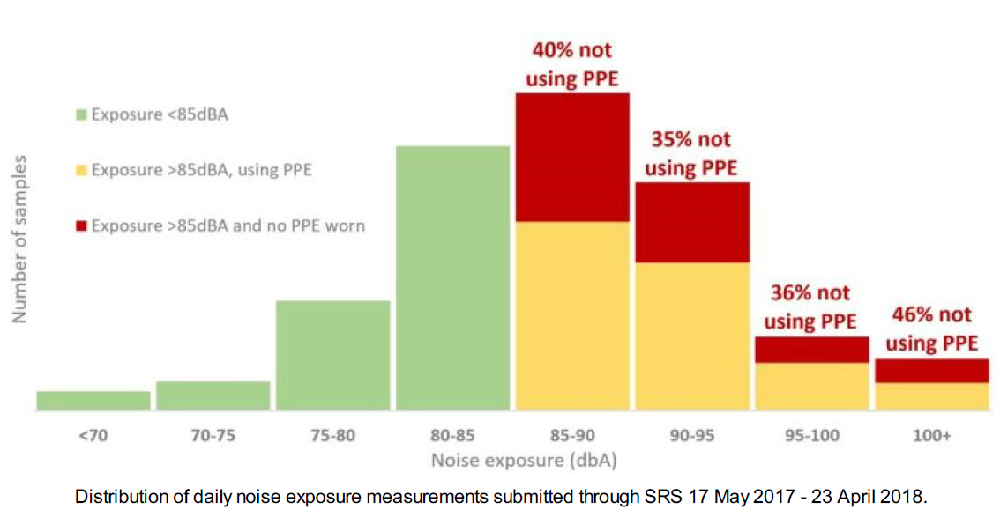 40% not
using PPE
Exposure <85dBA
35% not
using PPE
Exposure >85dBA, using PPE
Exposure >85dBA and no PPE worn
Number of samples
36% not
using PPE
46% not
using PPE
<70
70-75
75-80
80-85
85-90
90-95
95-100
100+
Noise exposure (dbA)
Distribution of daily noise exposure measurements submitted through SRS 17 May 2017 - 23 April 2018.